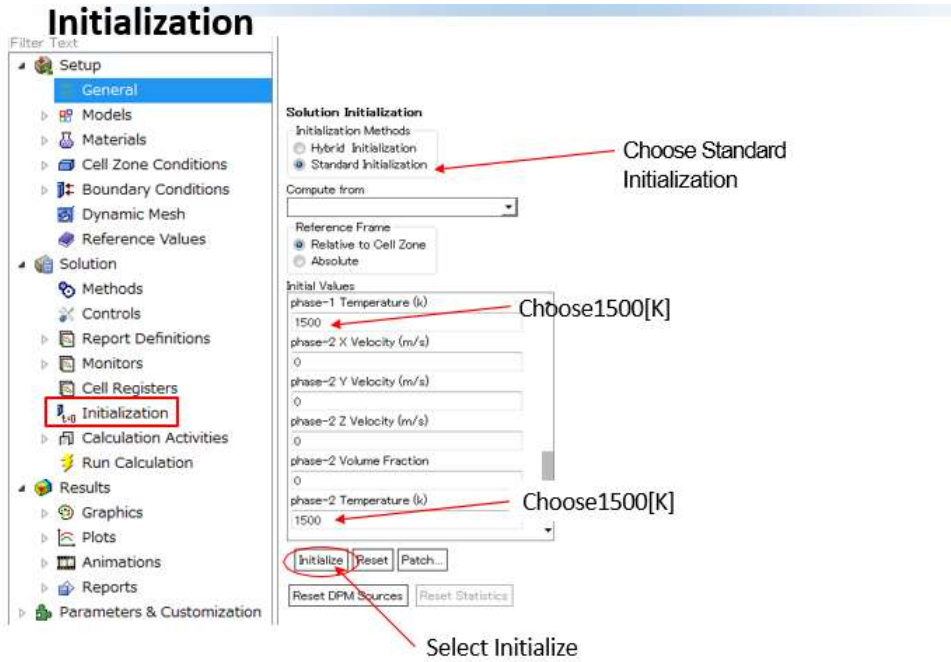 Initialization
Filter Text
Setup
General
Models
Materials
Cell Zone Conditions
Boundary Conditions
Dynamic Mesh
Reference Values
Solution
Methods
Controls
Report Definitions
Monitors
Cell Registers
t=0 Initialization
Calculation Activities
Run Calculation
Results
Graphics
Plots
Animations
Reports
Parameters & Customization
Solution Initialization
Initialization Methods
Hybrid Initialization
Standard Initialization
Compute from
Reference Frame
Relative to Cell Zone
Absolute
Initial Values
phase-1 Temperature (k)
1500
phase-2 X Velocity (m/s)
0
phase-2 Y Velocity (m/s)
0
phase-2 Z Velocity (m/s)
0
phase-2 Volume Fraction
0
phase-2 Temperature (k)
1500
Initialize Reset Patch...
Reset DPM Sources Reset Statistics
Choose Standard
Initialization
Choose1500[K]
Choose1500[K]
Select Initialize